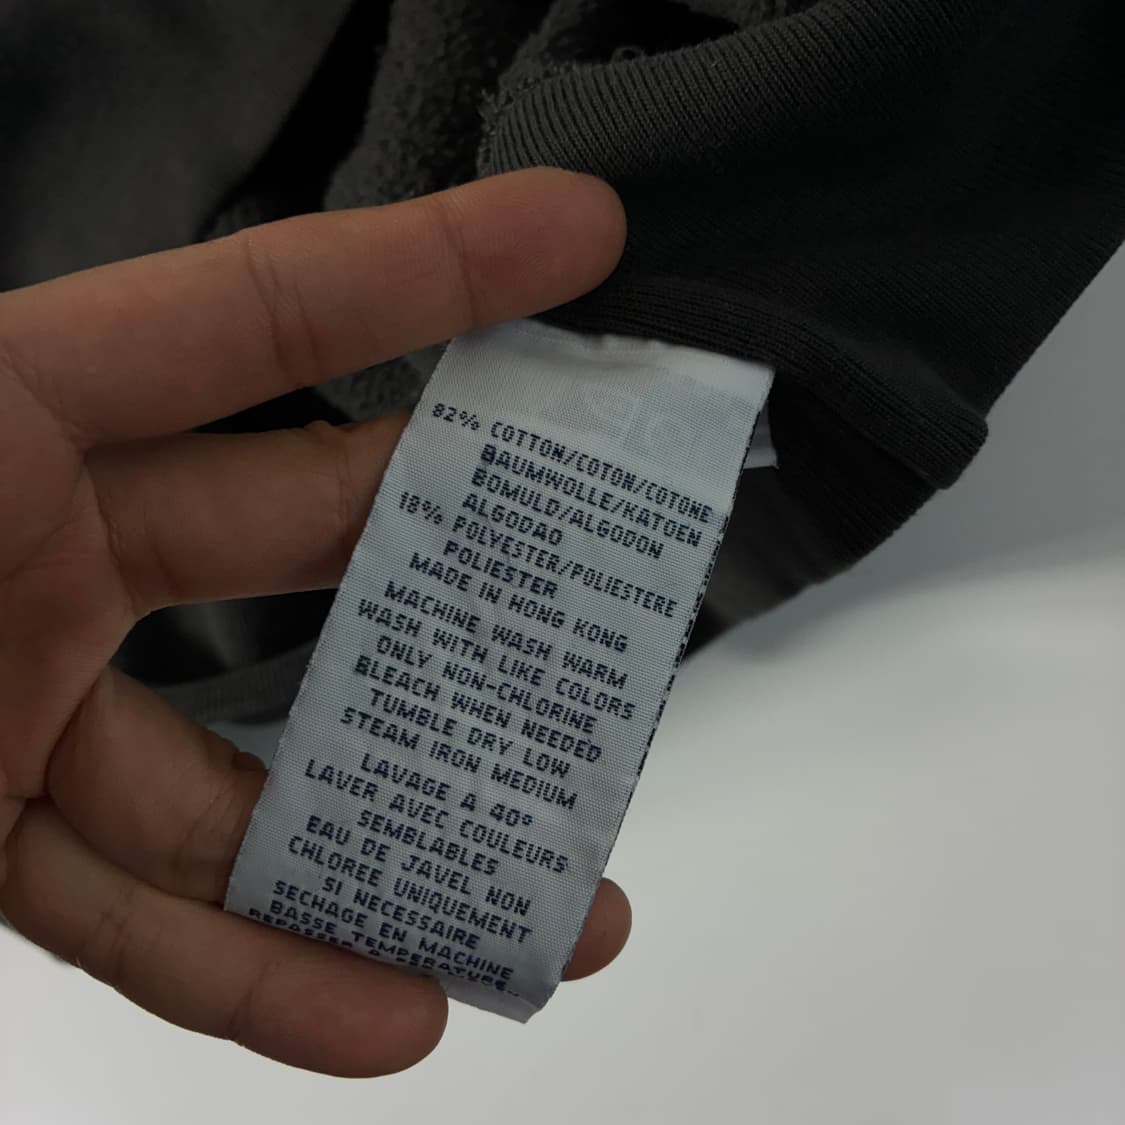 82% COTTON/COTON/COTONE
BAUMWOLLE/KATOEN
BOMULD/ALGODON
ALGODAO
18% POLYESTER/POLIESTERE
POLIESTER
MADE IN HONG KONG
MACHINE WASH WARM
WASH WITH LIKE COLORS
ONLY NON-CHLORINE
BLEACH WHEN NEEDED
TUMBLE DRY LOW
STEAM IRON MEDIUM
LAVAGE A 40°
LAVER AVEC COULEURS
SEMBLABLES
EAU DE JAVEL NON
CHLOREE UNIQUEMENT
SI NECESSAIRE
SECHAGE EN MACHINE
BASSE TEMPERATURE
REPASSER A